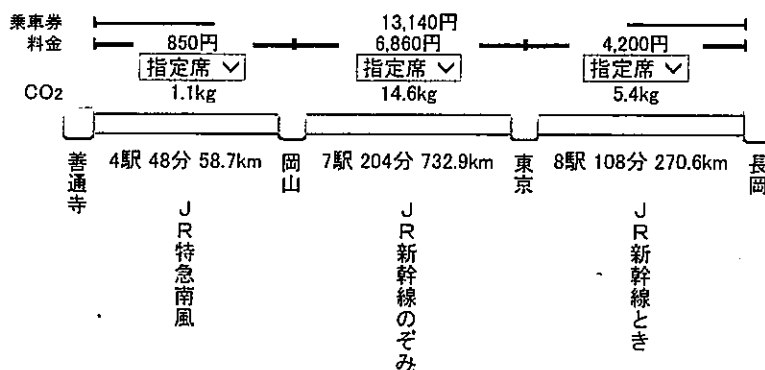 乗車券 13,140円
料金 850円 6,860円 4,200円
指定席 指定席 指定席
CO2 1.1kg 14.6kg 5.4kg
善通寺 4駅 48分 58.7km 岡山 7駅 204分 732.9km 東京 8駅 108分 270.6km 長岡
JR特急南風
JR新幹線のぞみ
JR新幹線とき